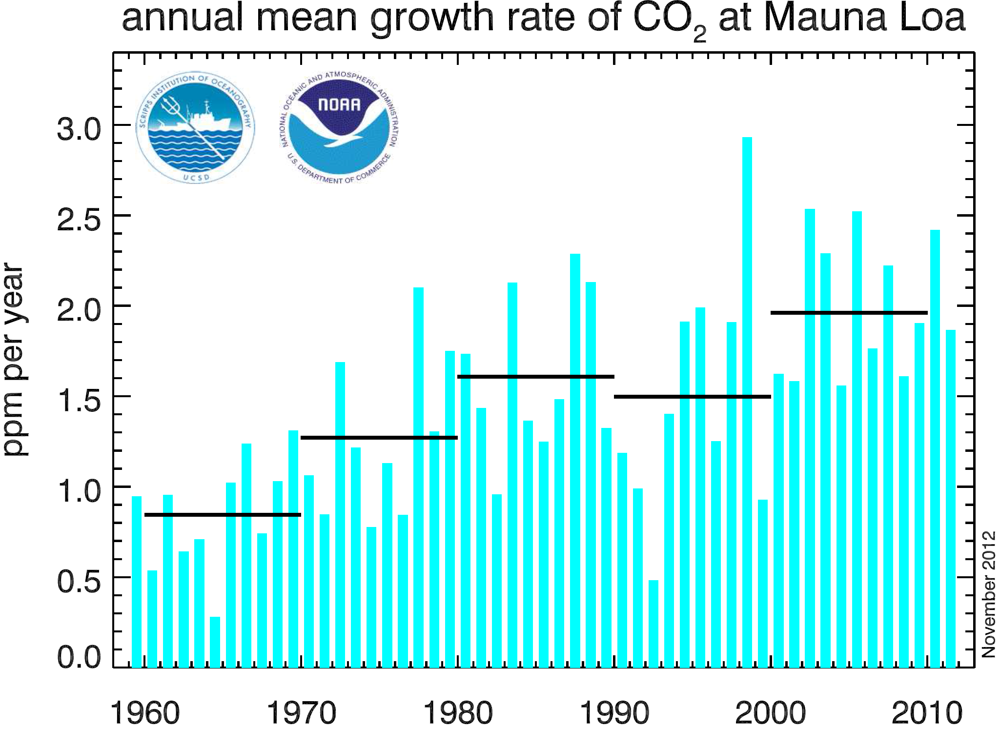 annual mean growth rate of CO₂ at Mauna Loa
SCRIPPS INSTITUTION OF OCEANOGRAPHY
UCSD
NATIONAL OCEANIC AND ATMOSPHERIC ADMINISTRATION
NOAA
U.S. DEPARTMENT OF COMMERCE
ppm per year
3.0
2.5
2.0
1.5
1.0
0.5
0.0
1960 1970 1980 1990 2000 2010
November 2012